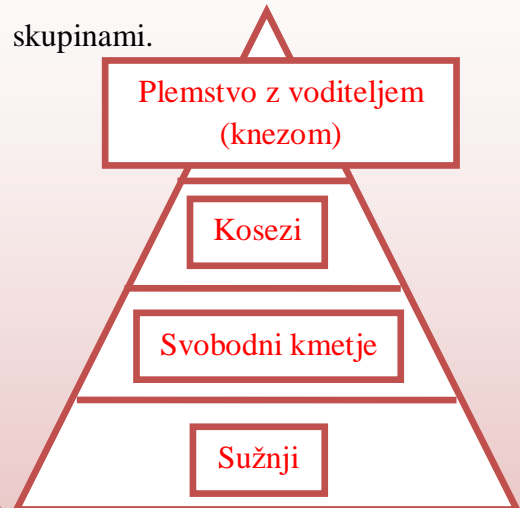 skupinami.
Plemstvo z voditeljem
(knezom)
Kosezi
Svobodni kmetje
Sužnji